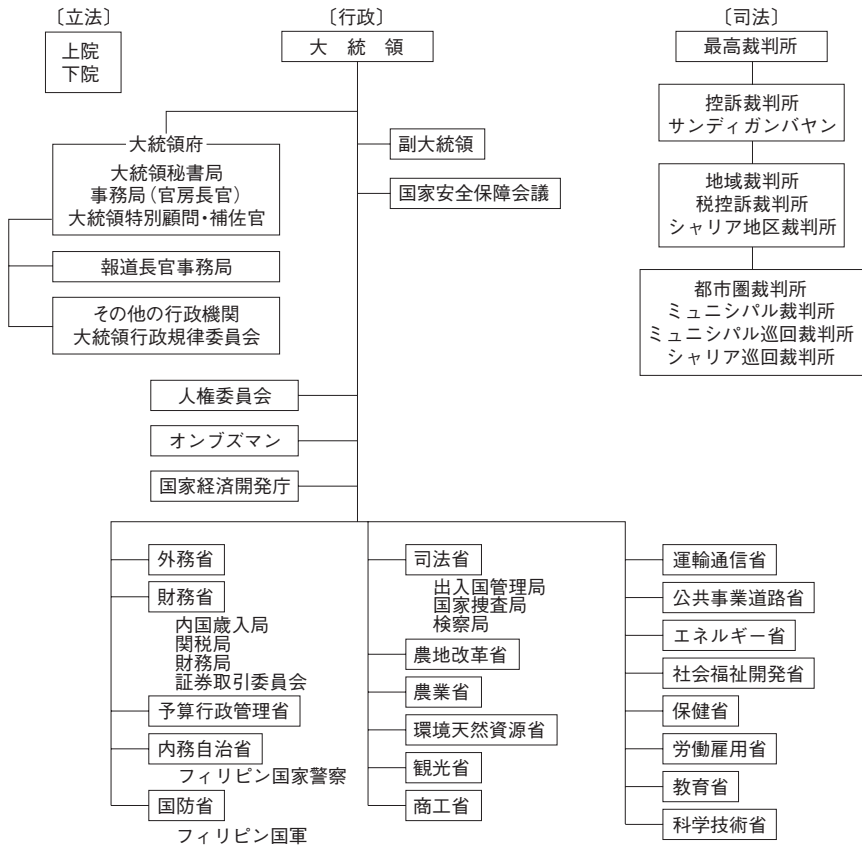 〔立法〕
上院
下院
〔行政〕
大統領
大統領府
大統領秘書局
事務局(官房長官)
大統領特別顧問・補佐官
報道長官事務局
その他の行政機関
大統領行政規律委員会
副大統領
国家安全保障会議
人権委員会
オンブズマン
国家経済開発庁
外務省
財務省
内国歳入局
関税局
財務局
証券取引委員会
予算行政管理省
内務自治省
フィリピン国家警察
国防省
フィリピン国軍
司法省
出入国管理局
国家捜査局
検察局
農地改革省
農業省
環境天然資源省
観光省
商工省
運輸通信省
公共事業道路省
エネルギー省
社会福祉開発省
保健省
労働雇用省
教育省
科学技術省
〔司法〕
最高裁判所
控訴裁判所
サンディガンバヤン
地域裁判所
税控訴裁判所
シャリア地区裁判所
都市圏裁判所
ミュニシパル裁判所
ミュニシパル巡回裁判所
シャリア巡回裁判所